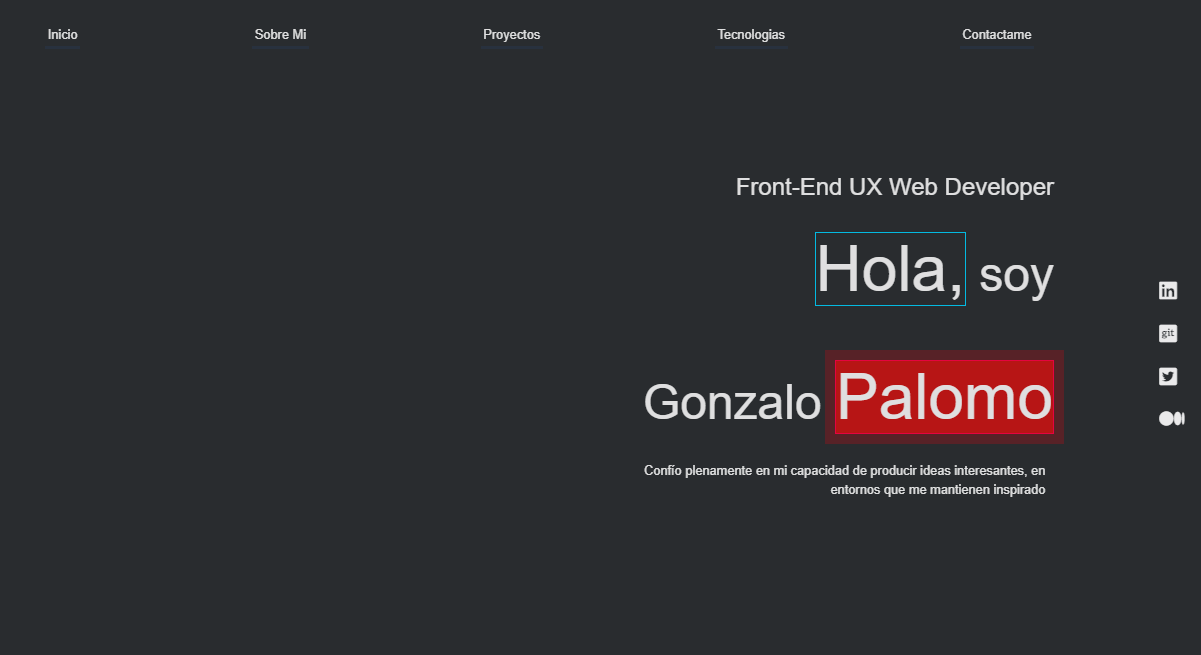 Inicio Sobre Mi Proyectos Tecnologias Contactame
Front-End UX Web Developer
Hola, soy
Gonzalo Palomo
Confío plenamente en mi capacidad de producir ideas interesantes, en
entornos que me mantienen inspirado
in
git